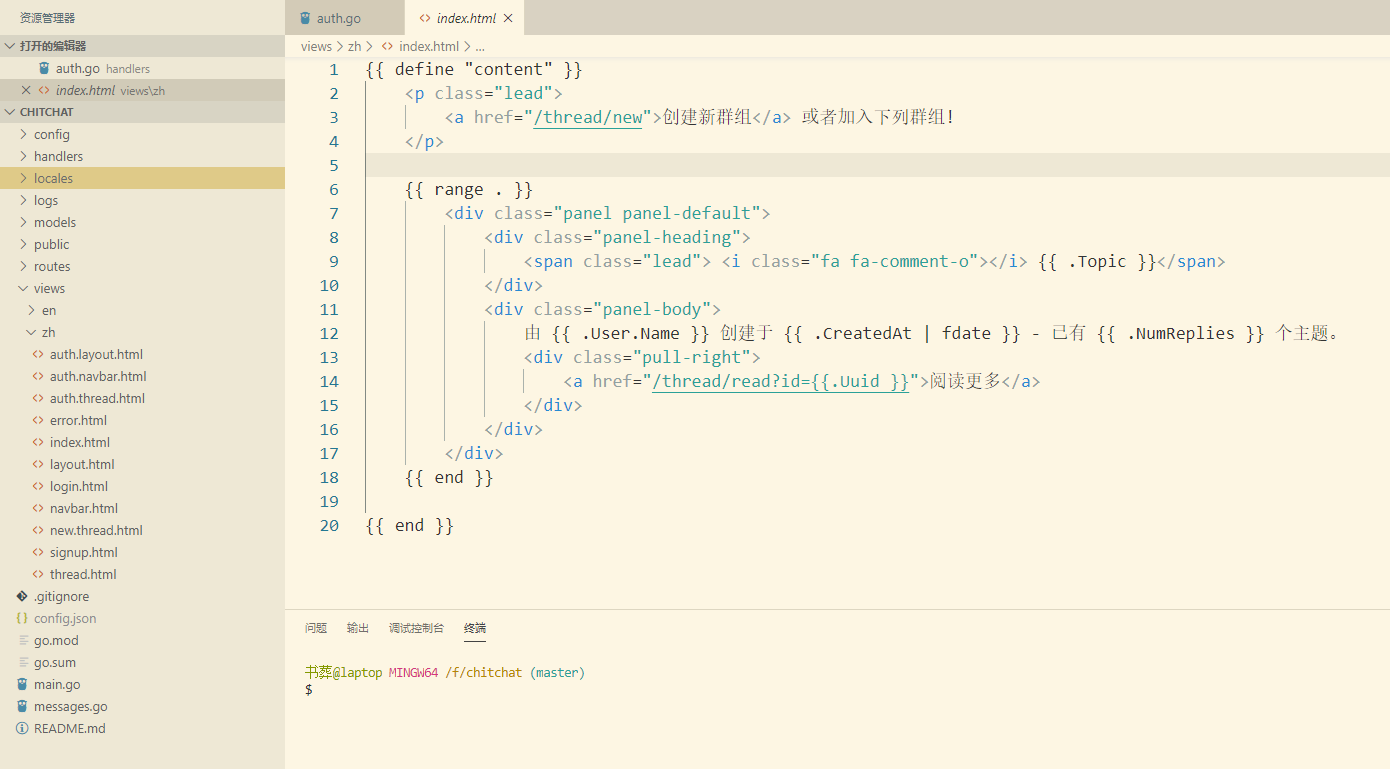 资源管理器
打开的编辑器
auth.go handlers
index.html views\zh
CHITCHAT
config
handlers
locales
logs
models
public
routes
views
en
zh
auth.layout.html
auth.navbar.html
auth.thread.html
error.html
index.html
layout.html
login.html
navbar.html
new.thread.html
signup.html
thread.html
.gitignore
config.json
go.mod
go.sum
main.go
messages.go
README.md
auth.go index.html
views > zh > index.html > ...
1 {{ define "content" }}
2 <p class="lead">
3 <a href="/thread/new">创建新群组</a> 或者加入下列群组!
4 </p>
5
6 {{ range . }}
7 <div class="panel panel-default">
8 <div class="panel-heading">
9 <span class="lead"> <i class="fa fa-comment-o"></i> {{ .Topic }}</span>
10 </div>
11 <div class="panel-body">
12 由 {{ .User.Name }} 创建于 {{ .CreatedAt | fdate }} - 已有 {{ .NumReplies }} 个主题。
13 <div class="pull-right">
14 <a href="/thread/read?id={{.Uuid }}">阅读更多</a>
15 </div>
16 </div>
17 </div>
18 {{ end }}
19
20 {{ end }}
问题 输出 调试控制台 终端
书葬@laptop MINGW64 /f/chitchat (master)
$